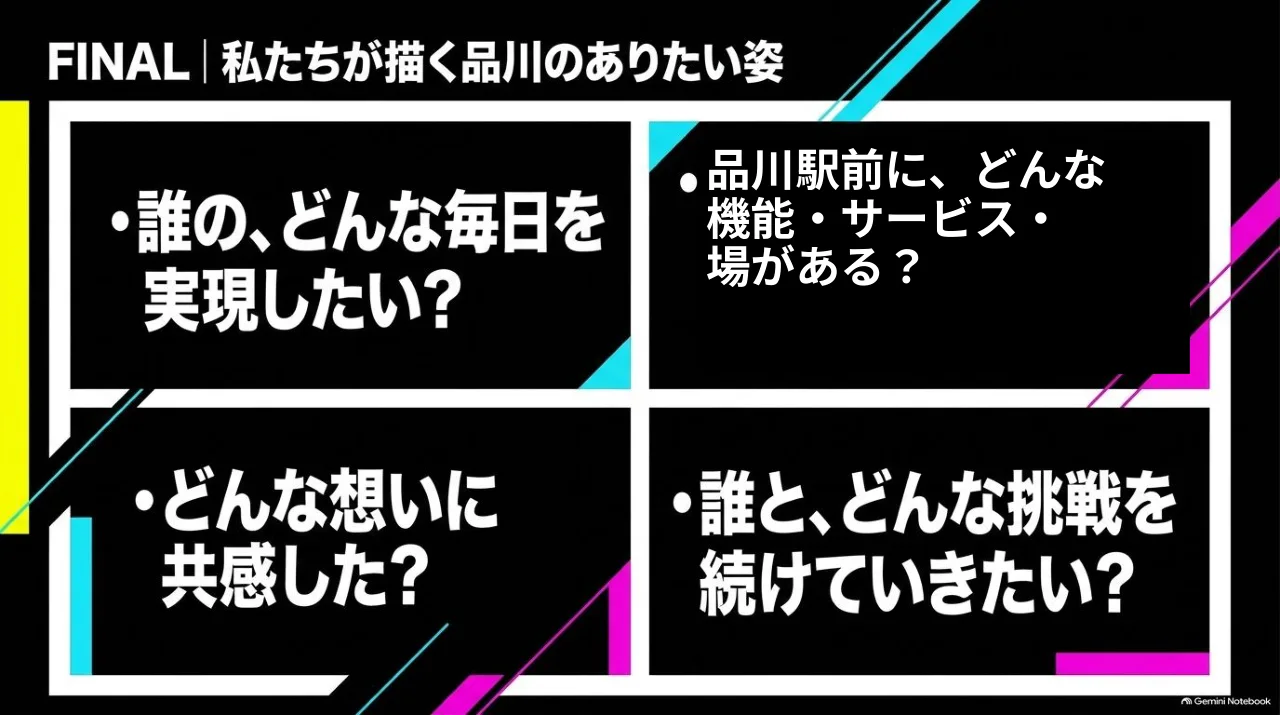 FINAL｜私たちが描く品川のありたい姿
•誰の、どんな毎日を
実現したい？
•品川駅前に、どんな
機能・サービス・
場がある？
•どんな想いに
共感した？
•誰と、どんな挑戦を
続けていきたい？
Gemini Notebook